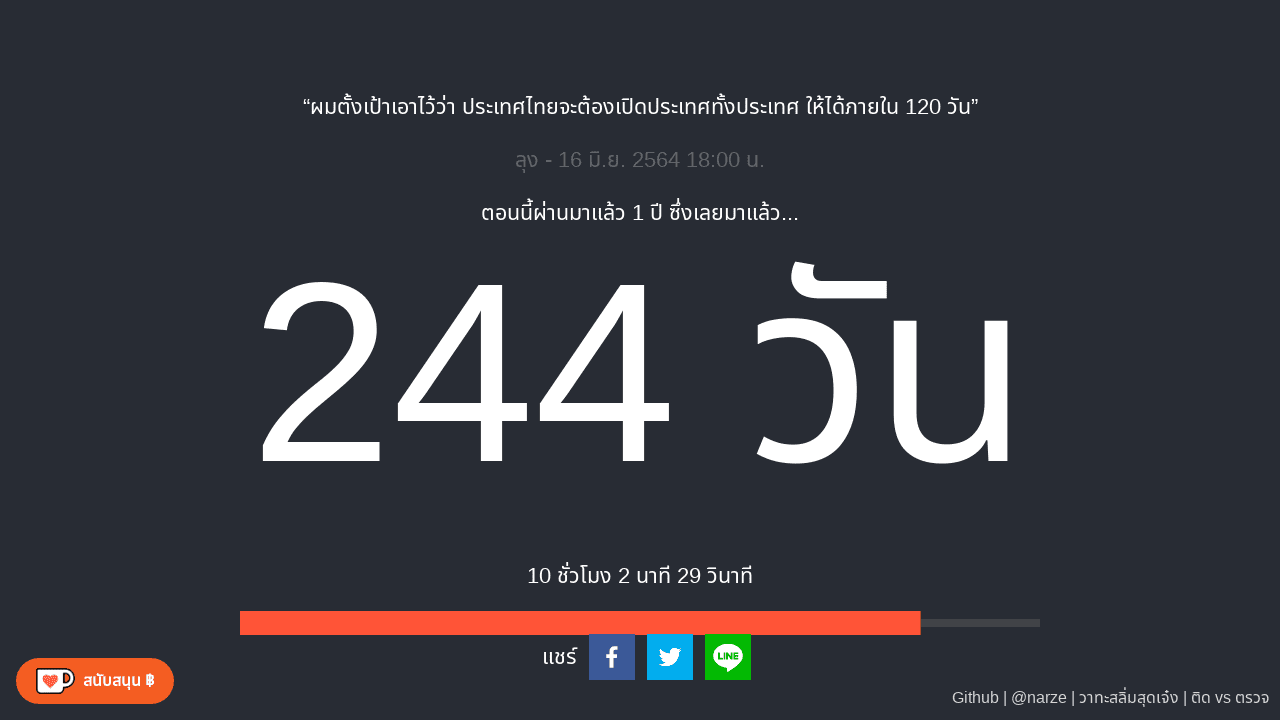 “ผมตั้งเป้าเอาไว้ว่า ประเทศไทยจะต้องเปิดประเทศทั้งประเทศ ให้ได้ภายใน 120 วัน”
ลุง - 16 มิ.ย. 2564 18:00 น.
ตอนนี้ผ่านมาแล้ว 1 ปี ซึ่งเลยมาแล้ว...
244 วัน
10 ชั่วโมง 2 นาที 29 วินาที
แชร์
LINE
สนับสนุน ฿
Github | @narze | วาทะสลิ่มสุดเจ๋ง | ติด vs ตรวจ